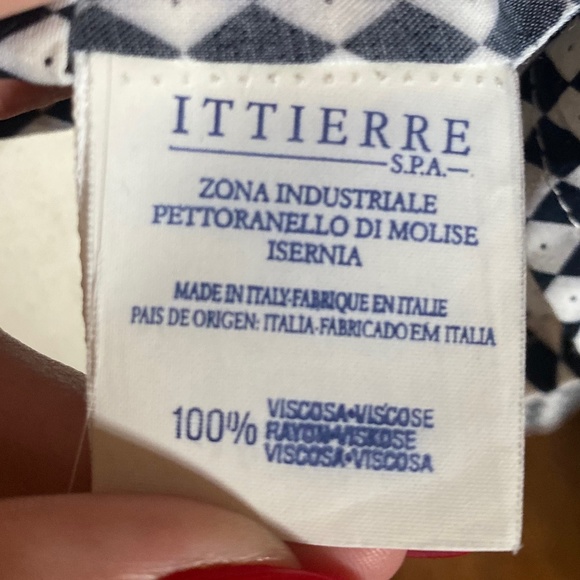 ITTIERRE
S.P.A.
ZONA INDUSTRIALE
PETTORANELLO DI MOLISE
ISERNIA
MADE IN ITALY-FABRIQUE EN ITALIE
PAIS DE ORIGEN: ITALIA-FABRICADO EM ITALIA
100% VISCOSA•VISCOSE
RAYON•VISKOSE
VISCOSA•VISCOSA